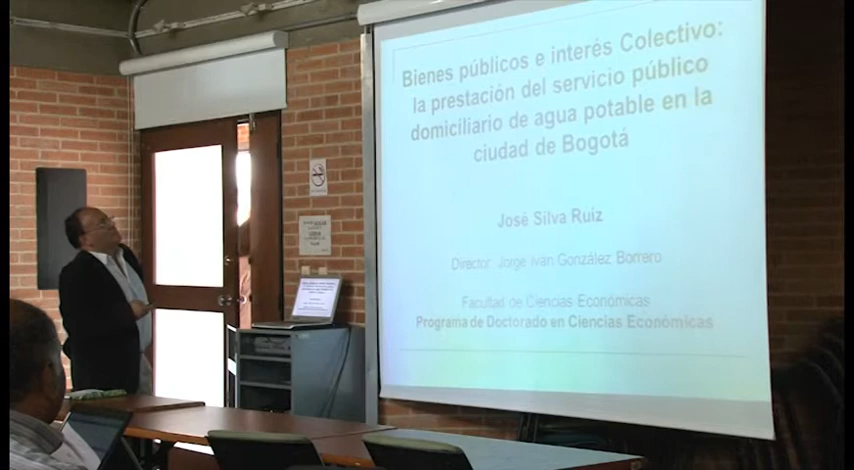 Bienes públicos e interés Colectivo:
la prestación del servicio público
domiciliario de agua potable en la
ciudad de Bogotá
José Silva Ruiz
Director: Jorge Iván González Borrero
Facultad de Ciencias Económicas
Programa de Doctorado en Ciencias Económicas